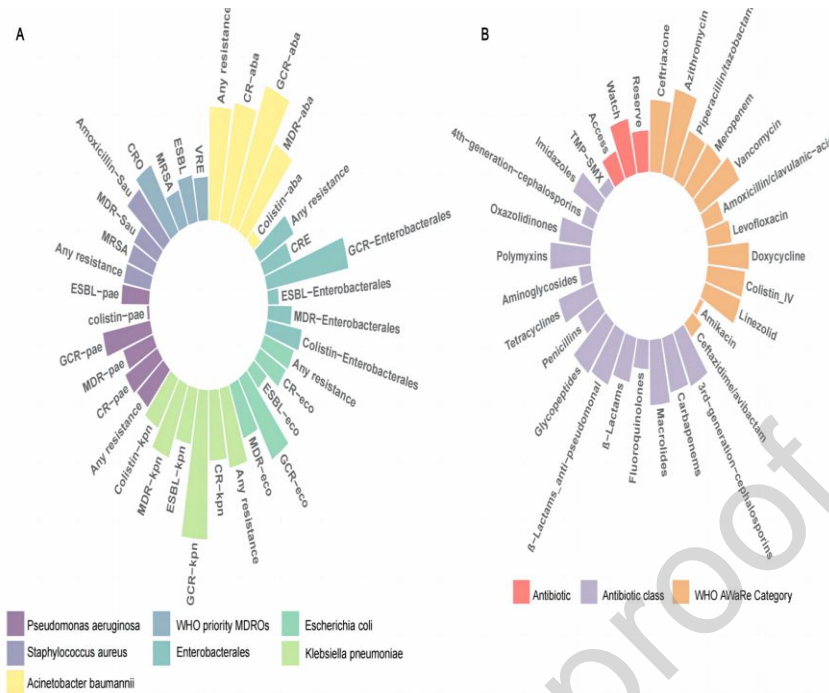 A
Any resistance
CR-aba
GCR-aba
MDR-aba
Colistin-aba
Any resistance
CRE
GCR-Enterobacterales
ESBL-Enterobacterales
MDR-Enterobacterales
Colistin-Enterobacterales
Any resistance
CR-eco
ESBL-eco
GCR-eco
MDR-eco
Any resistance
CR-kpn
GCR-kpn
ESBL-kpn
MDR-kpn
Colistin-kpn
Any resistance
CR-pae
MDR-pae
GCR-pae
colistin-pae
ESBL-pae
Any resistance
MRSA
MDR-Sau
Amoxicillin-Sau
CRO
MRSA
ESBL
VRE
Pseudomonas aeruginosa
WHO priority MDROs
Escherichia coli
Staphylococcus aureus
Enterobacterales
Klebsiella pneumoniae
Acinetobacter baumannii
B
Ceftriaxone
Azithromycin
Piperacillin/tazobactam
Meropenem
Vancomycin
Amoxicillin/clavulanic-acid
Levofloxacin
Doxycycline
Colistin_IV
Linezolid
Amikacin
Ceftazidime/avibactam
3rd-generation-cephalosporins
Carbapenems
Macrolides
Fluoroquinolones
ß-Lactams
ß-Lactams_anti-pseudomonal
Glycopeptides
Penicillins
Tetracyclines
Aminoglycosides
Polymyxins
Oxazolidinones
4th-generation-cephalosporins
Imidazoles
TMP-SMX
Access
Watch
Reserve
Antibiotic
Antibiotic class
WHO AWaRe Category
proof